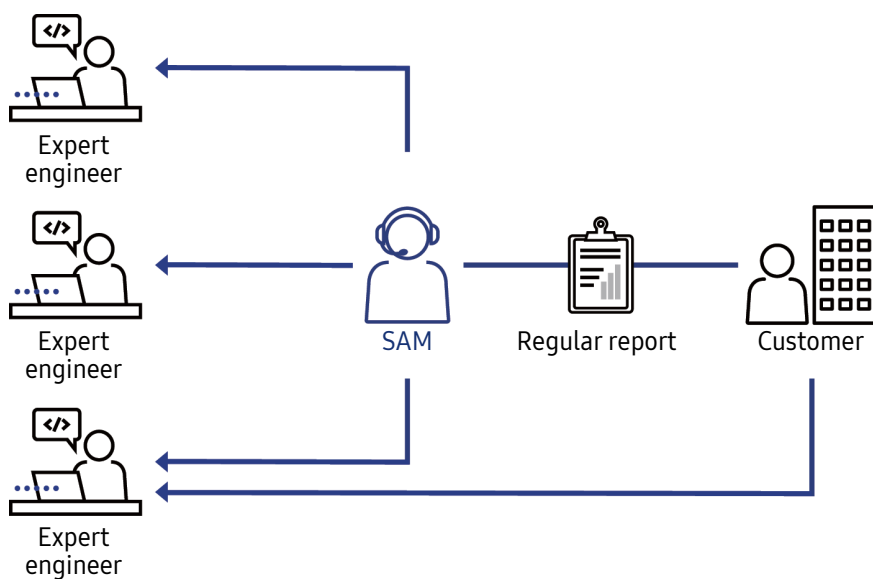 </>
Expert
engineer
</>
Expert
engineer
SAM
Regular report
Customer
</>
Expert
engineer